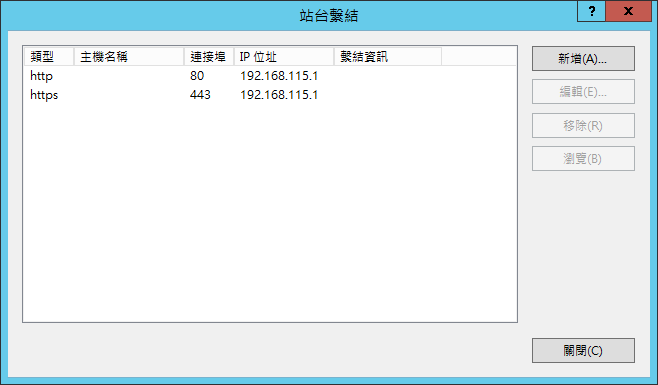 站台繫結
? x
類型 主機名稱 連接埠 IP 位址 繫結資訊
http 80 192.168.115.1
https 443 192.168.115.1
新增(A)...
編輯(E)...
移除(R)
瀏覽(B)
關閉(C)